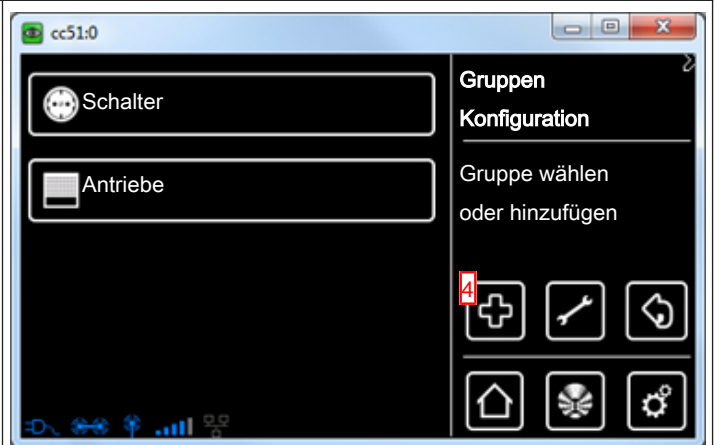 cc51:0
Schalter
Antriebe
Gruppen
Konfiguration
Gruppe wählen
oder hinzufügen
4